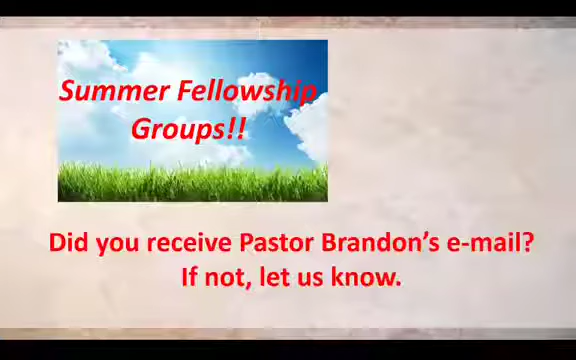 Summer Fellowship
Groups!!
Did you receive Pastor Brandon’s e-mail?
If not, let us know.